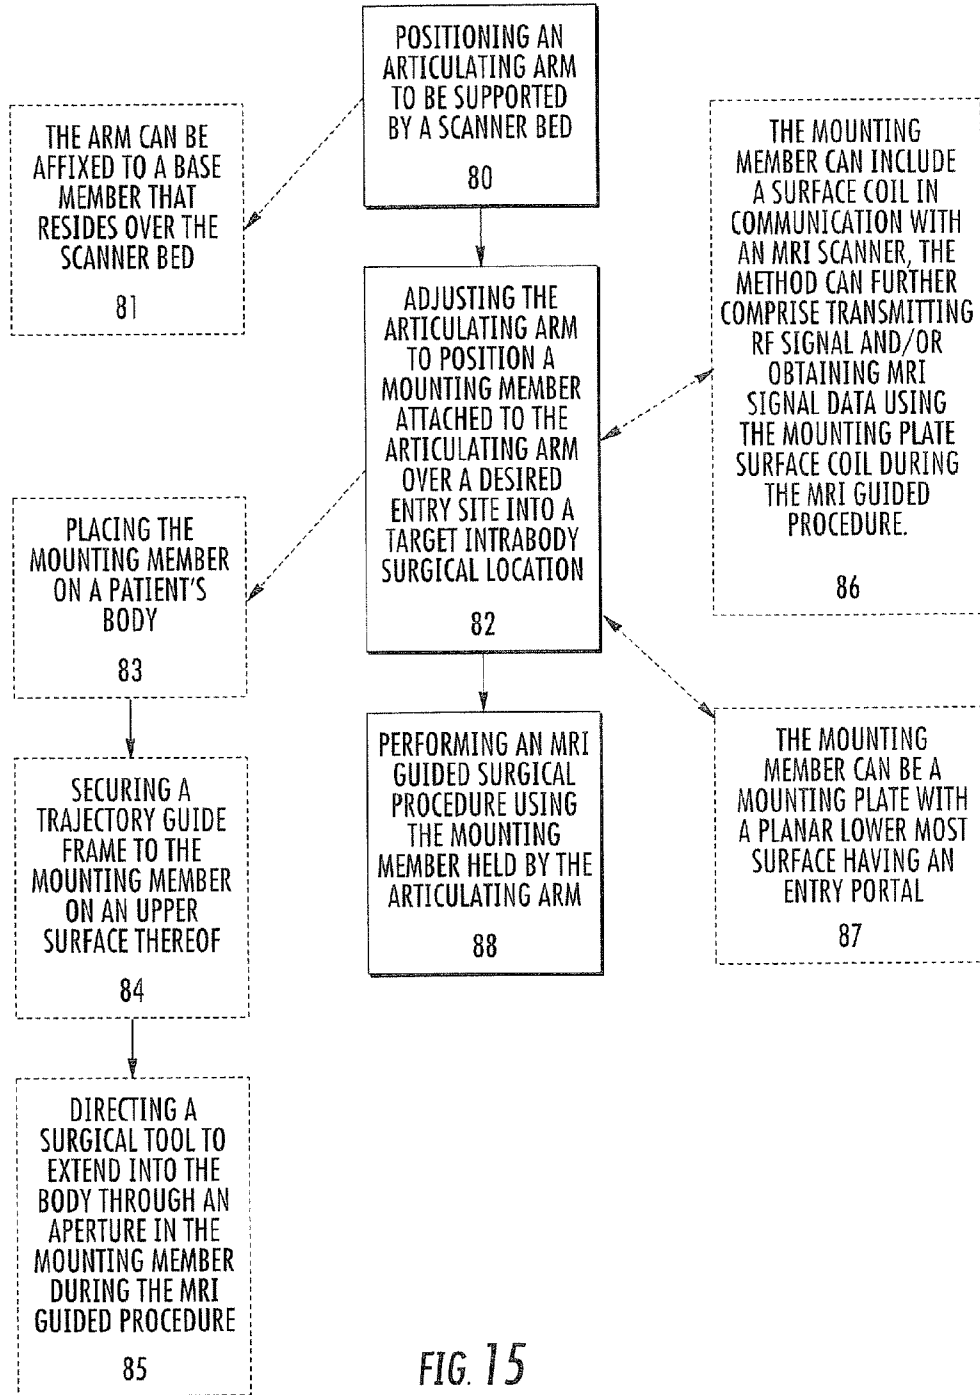 POSITIONING AN
ARTICULATING ARM
TO BE SUPPORTED
BY A SCANNER BED
80
THE ARM CAN BE
AFFIXED TO A BASE
MEMBER THAT
RESIDES OVER THE
SCANNER BED
81
ADJUSTING THE
ARTICULATING ARM
TO POSITION A
MOUNTING MEMBER
ATTACHED TO THE
ARTICULATING ARM
OVER A DESIRED
ENTRY SITE INTO A
TARGET INTRABODY
SURGICAL LOCATION
82
THE MOUNTING
MEMBER CAN INCLUDE
A SURFACE COIL IN
COMMUNICATION WITH
AN MRI SCANNER, THE
METHOD CAN FURTHER
COMPRISE TRANSMITTING
RF SIGNAL AND/OR
OBTAINING MRI
SIGNAL DATA USING
THE MOUNTING PLATE
SURFACE COIL DURING
THE MRI GUIDED
PROCEDURE.
86
PLACING THE
MOUNTING MEMBER
ON A PATIENT'S
BODY
83
SECURING A
TRAJECTORY GUIDE
FRAME TO THE
MOUNTING MEMBER
ON AN UPPER
SURFACE THEREOF
84
DIRECTING A
SURGICAL TOOL TO
EXTEND INTO THE
BODY THROUGH AN
APERTURE IN THE
MOUNTING MEMBER
DURING THE MRI
GUIDED PROCEDURE
85
PERFORMING AN MRI
GUIDED SURGICAL
PROCEDURE USING
THE MOUNTING
MEMBER HELD BY THE
ARTICULATING ARM
88
THE MOUNTING
MEMBER CAN BE A
MOUNTING PLATE WITH
A PLANAR LOWER MOST
SURFACE HAVING AN
ENTRY PORTAL
87
FIG. 15